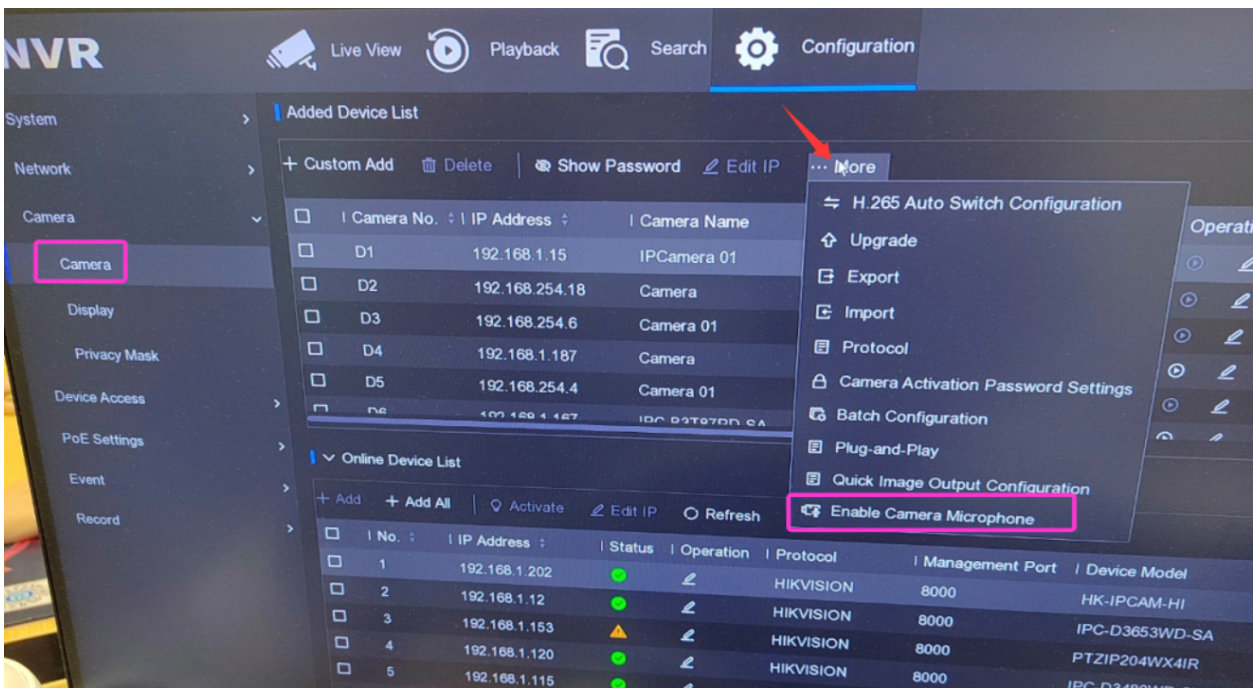 NVR
Live View
Playback
Search
Configuration
System
Network
Camera
Camera
Display
Privacy Mask
Device Access
PoE Settings
Event
Record
Added Device List
+ Custom Add Delete Show Password Edit IP ... More
Camera No. IP Address Camera Name
D1 192.168.1.15 IPCamera 01
D2 192.168.254.18 Camera
D3 192.168.254.6 Camera 01
D4 192.168.1.187 Camera
D5 192.168.254.4 Camera 01
D6 192.168.1.167
H.265 Auto Switch Configuration
Upgrade
Export
Import
Protocol
Camera Activation Password Settings
Batch Configuration
Plug-and-Play
Quick Image Output Configuration
Enable Camera Microphone
Operati
Online Device List
+ Add + Add All Activate Edit IP Refresh
No. IP Address Status Operation Protocol Management Port Device Model
1 192.168.1.202 HIKVISION 8000 HK-IPCAM-HI
2 192.168.1.12 HIKVISION 8000 IPC-D3653WD-SA
3 192.168.1.153 HIKVISION 8000 PTZIP204WX4IR
4 192.168.1.120 HIKVISION 8000
5 192.168.1.115